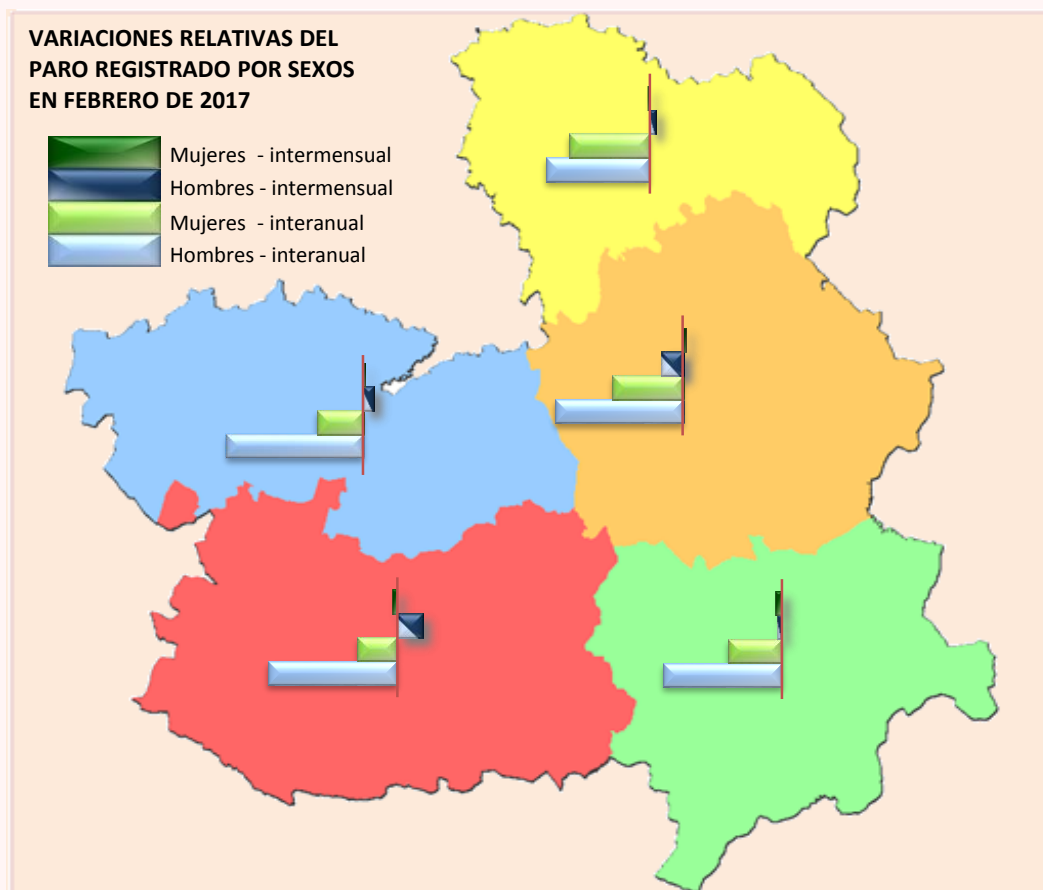 VARIACIONES RELATIVAS DEL
PARO REGISTRADO POR SEXOS
EN FEBRERO DE 2017
Mujeres - intermensual
Hombres - intermensual
Mujeres - interanual
Hombres - interanual